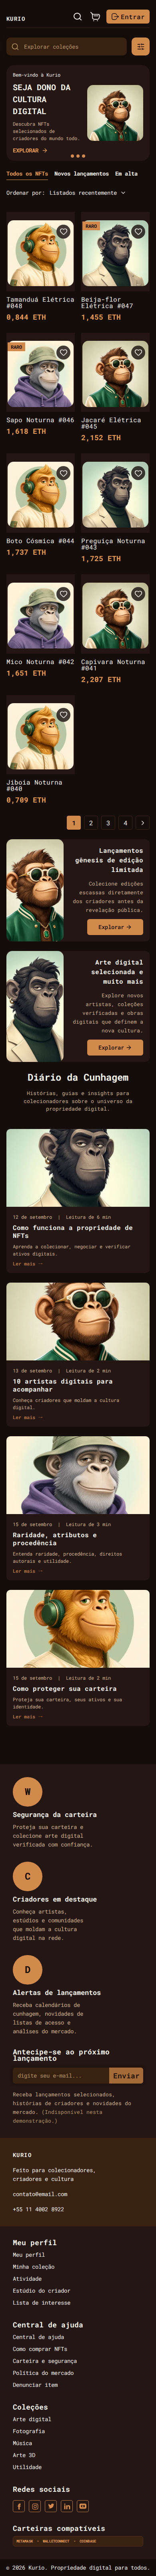 KURIO
Entrar
Explorar coleções
Bem-vindo à Kurio
SEJA DONO DA
CULTURA
DIGITAL
Descubra NFTs
selecionados de
criadores do mundo todo.
EXPLORAR →
Todos os NFTs Novos lançamentos Em alta
Ordenar por: Listados recentemente
Tamanduá Elétrica
#048
0,844 ETH
RARO
Beija-flor
Elétrica #047
1,455 ETH
RARO
Sapo Noturna #046
1,618 ETH
Jacaré Elétrica
#045
2,152 ETH
Boto Cósmica #044
1,737 ETH
Preguiça Noturna
#043
1,725 ETH
Mico Noturna #042
1,651 ETH
Capivara Noturna
#041
2,207 ETH
Jiboia Noturna
#040
0,709 ETH
1 2 3 4
Lançamentos
gênesis de edição
limitada
Colecione edições
escassas diretamente
dos criadores antes da
revelação pública.
Explorar →
Arte digital
selecionada e
muito mais
Explore novos
artistas, coleções
verificadas e obras
digitais que definem a
nova cultura.
Explorar →
Diário da Cunhagem
Histórias, guias e insights para
colecionadores sobre o universo da
propriedade digital.
12 de setembro | Leitura de 6 min
Como funciona a propriedade de
NFTs
Aprenda a colecionar, negociar e verificar
ativos digitais.
Ler mais →
13 de setembro | Leitura de 2 min
10 artistas digitais para
acompanhar
Conheça criadores que moldam a cultura
digital.
Ler mais →
15 de setembro | Leitura de 3 min
Raridade, atributos e
procedência
Entenda raridade, procedência, direitos
autorais e utilidade.
Ler mais →
15 de setembro | Leitura de 2 min
Como proteger sua carteira
Proteja sua carteira, seus ativos e sua
identidade.
Ler mais →
W
Segurança da carteira
Proteja sua carteira e
colecione arte digital
verificada com confiança.
C
Criadores em destaque
Conheça artistas,
estúdios e comunidades
que moldam a cultura
digital na rede.
D
Alertas de lançamentos
Receba calendários de
cunhagem, novidades de
listas de acesso e
análises do mercado.
Antecipe-se ao próximo
lançamento
digite seu e-mail...
Enviar
Receba lançamentos selecionados,
histórias de criadores e novidades do
mercado. (Indisponível nesta
demonstração.)
KURIO
Feito para colecionadores,
criadores e cultura
contato@email.com
+55 11 4002 8922
Meu perfil
Meu perfil
Minha coleção
Atividade
Estúdio do criador
Lista de interesse
Central de ajuda
Central de ajuda
Como comprar NFTs
Carteira e segurança
Política do mercado
Denunciar item
Coleções
Arte digital
Fotografia
Música
Arte 3D
Utilidade
Redes sociais
Carteiras compatíveis
METAMASK · WALLETCONNECT · COINBASE
© 2026 Kurio. Propriedade digital para todos.